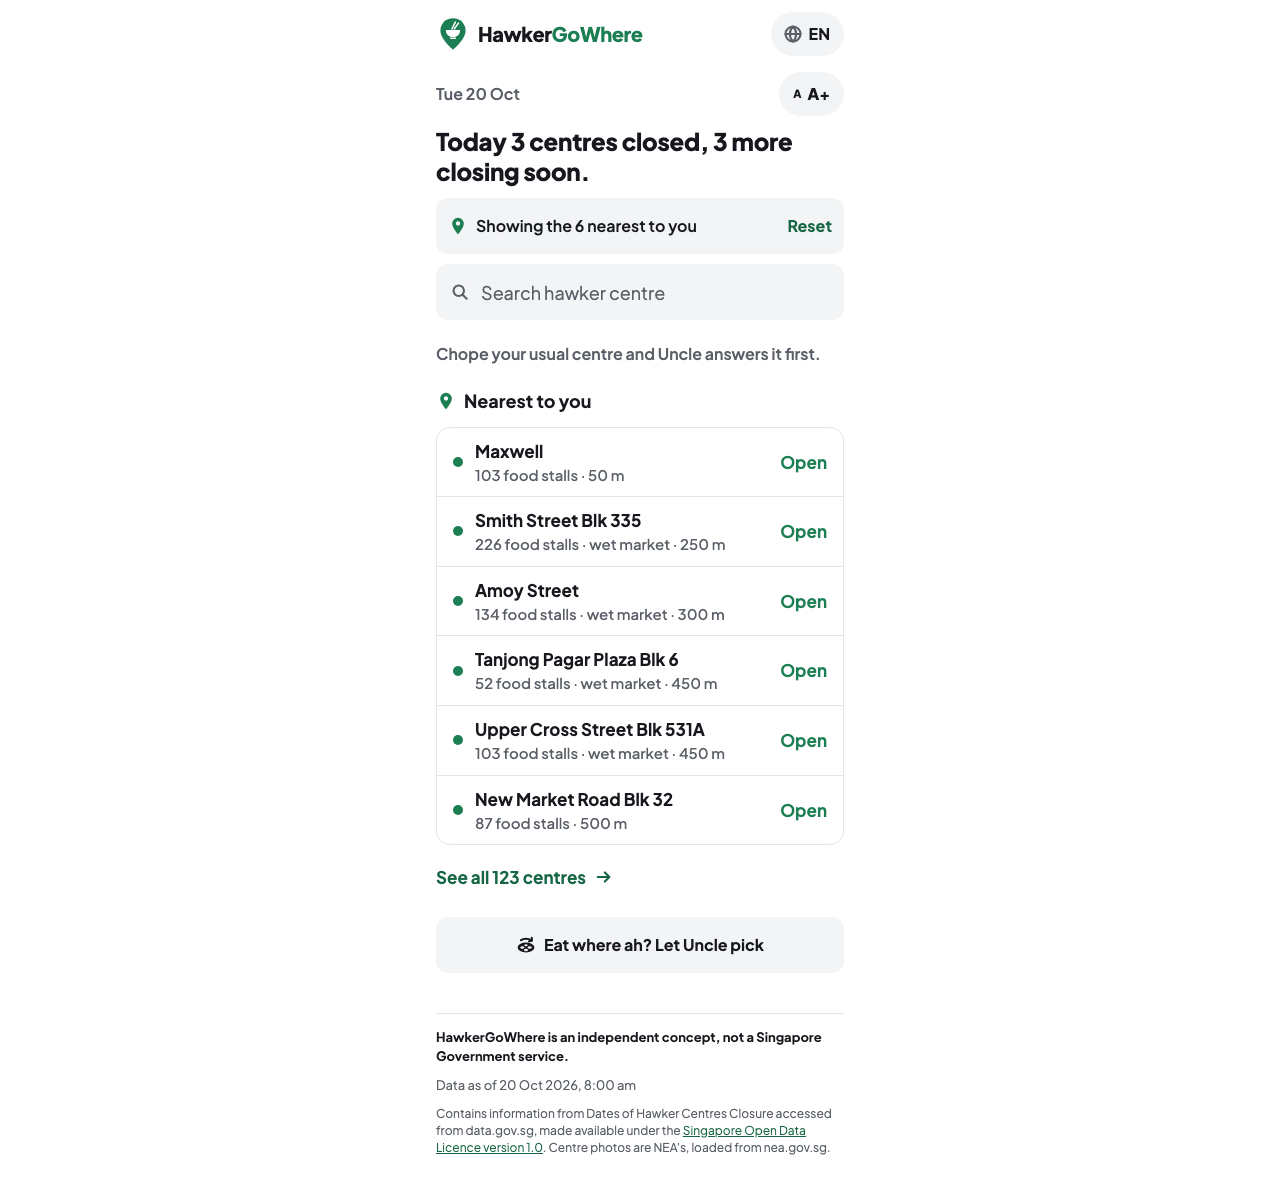 HawkerGoWhere
EN
Tue 20 Oct
A A+
Today 3 centres closed, 3 more
closing soon.
Showing the 6 nearest to you
Reset
Search hawker centre
Chope your usual centre and Uncle answers it first.
Nearest to you
Maxwell
103 food stalls · 50 m
Open
Smith Street Blk 335
226 food stalls · wet market · 250 m
Open
Amoy Street
134 food stalls · wet market · 300 m
Open
Tanjong Pagar Plaza Blk 6
52 food stalls · wet market · 450 m
Open
Upper Cross Street Blk 531A
103 food stalls · wet market · 450 m
Open
New Market Road Blk 32
87 food stalls · 500 m
Open
See all 123 centres →
Eat where ah? Let Uncle pick
HawkerGoWhere is an independent concept, not a Singapore
Government service.
Data as of 20 Oct 2026, 8:00 am
Contains information from Dates of Hawker Centres Closure accessed
from data.gov.sg, made available under the Singapore Open Data
Licence version 1.0. Centre photos are NEA's, loaded from nea.gov.sg.